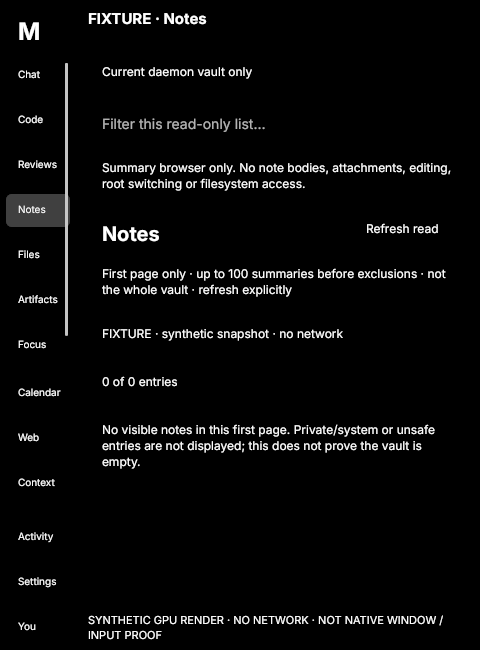 M
FIXTURE · Notes
Chat
Code
Reviews
Notes
Files
Artifacts
Focus
Calendar
Web
Context
Activity
Settings
You
Current daemon vault only
Filter this read-only list...
Summary browser only. No note bodies, attachments, editing,
root switching or filesystem access.
Notes
Refresh read
First page only · up to 100 summaries before exclusions · not
the whole vault · refresh explicitly
FIXTURE · synthetic snapshot · no network
0 of 0 entries
No visible notes in this first page. Private/system or unsafe
entries are not displayed; this does not prove the vault is
empty.
SYNTHETIC GPU RENDER · NO NETWORK · NOT NATIVE WINDOW /
INPUT PROOF